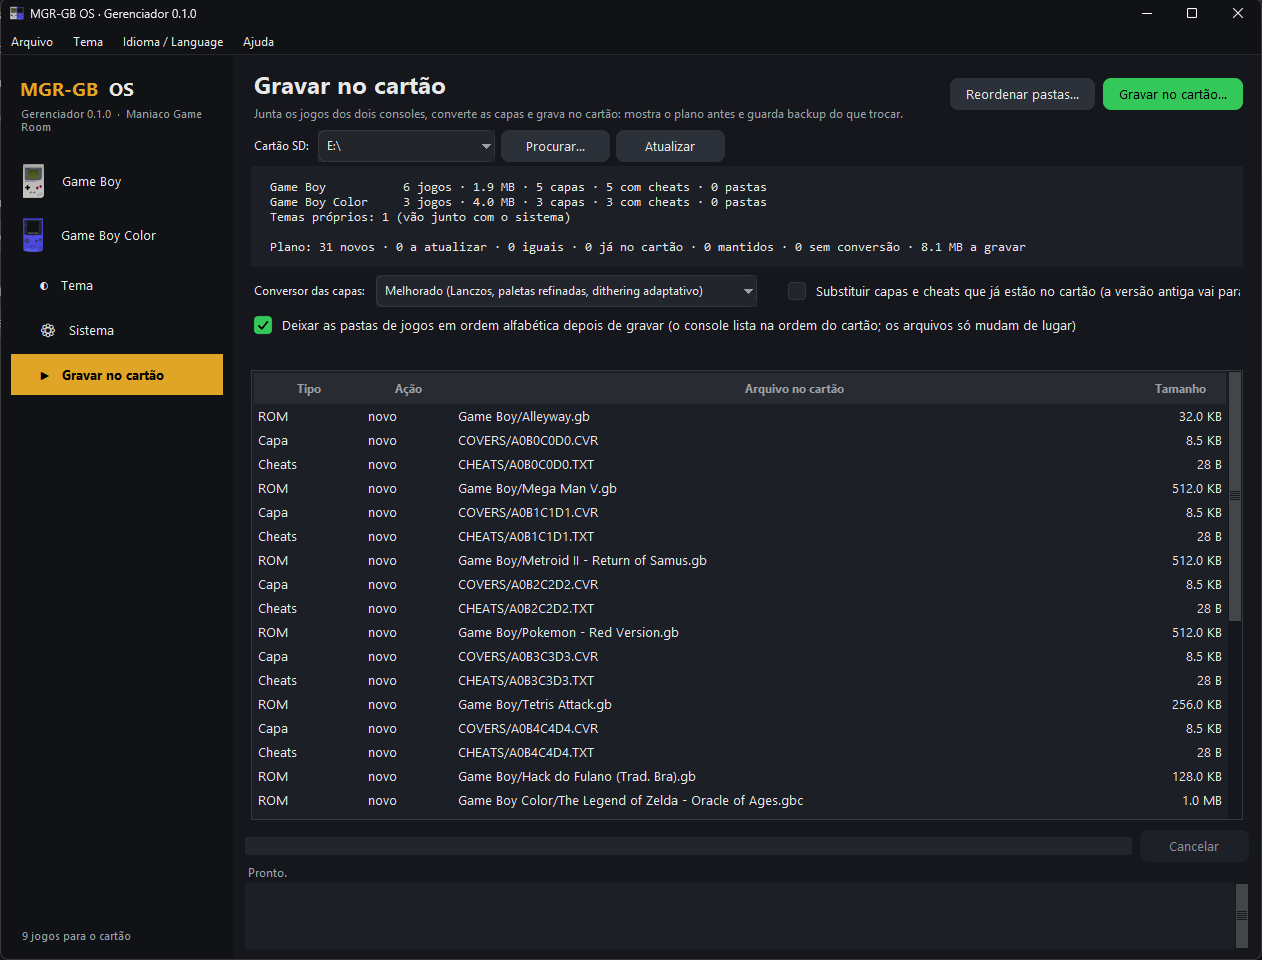 MGR-GB OS · Gerenciador 0.1.0
Arquivo Tema Idioma / Language Ajuda
MGR-GB OS
Gerenciador 0.1.0 · Maniaco Game
Room
Game Boy
Game Boy Color
Tema
Sistema
Gravar no cartão
9 jogos para o cartão
Gravar no cartão
Junta os jogos dos dois consoles, converte as capas e grava no cartão: mostra o plano antes e guarda backup do que trocar.
Reordenar pastas... Gravar no cartão...
Cartão SD: E:\ Procurar... Atualizar
Game Boy 6 jogos · 1.9 MB · 5 capas · 5 com cheats · 0 pastas
Game Boy Color 3 jogos · 4.0 MB · 3 capas · 3 com cheats · 0 pastas
Temas próprios: 1 (vão junto com o sistema)
Plano: 31 novos · 0 a atualizar · 0 iguais · 0 já no cartão · 0 mantidos · 0 sem conversão · 8.1 MB a gravar
Conversor das capas: Melhorado (Lanczos, paletas refinadas, dithering adaptativo) Substituir capas e cheats que já estão no cartão (a versão antiga vai para
Deixar as pastas de jogos em ordem alfabética depois de gravar (o console lista na ordem do cartão; os arquivos só mudam de lugar)
Tipo Ação Arquivo no cartão Tamanho
ROM novo Game Boy/Alleyway.gb 32.0 KB
Capa novo COVERS/A0B0C0D0.CVR 8.5 KB
Cheats novo CHEATS/A0B0C0D0.TXT 28 B
ROM novo Game Boy/Mega Man V.gb 512.0 KB
Capa novo COVERS/A0B1C1D1.CVR 8.5 KB
Cheats novo CHEATS/A0B1C1D1.TXT 28 B
ROM novo Game Boy/Metroid II - Return of Samus.gb 512.0 KB
Capa novo COVERS/A0B2C2D2.CVR 8.5 KB
Cheats novo CHEATS/A0B2C2D2.TXT 28 B
ROM novo Game Boy/Pokemon - Red Version.gb 512.0 KB
Capa novo COVERS/A0B3C3D3.CVR 8.5 KB
Cheats novo CHEATS/A0B3C3D3.TXT 28 B
ROM novo Game Boy/Tetris Attack.gb 256.0 KB
Capa novo COVERS/A0B4C4D4.CVR 8.5 KB
Cheats novo CHEATS/A0B4C4D4.TXT 28 B
ROM novo Game Boy/Hack do Fulano (Trad. Bra).gb 128.0 KB
ROM novo Game Boy Color/The Legend of Zelda - Oracle of Ages.gbc 1.0 MB
Cancelar
Pronto.